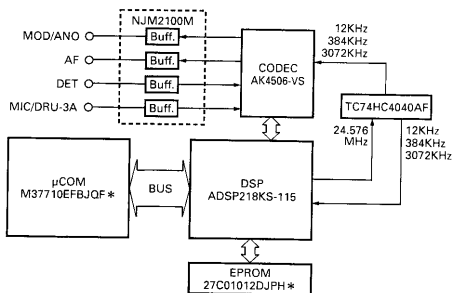 NJM2100M
MOD/ANO
Buff.
AF
Buff.
DET
Buff.
MIC/DRU-3A
Buff.
CODEC
AK4506-VS
12KHz
384KHz
3072KHz
TC74HC4040AF
24.576
MHz
12KHz
384KHz
3072KHz
μCOM
M37710EFBJQF*
BUS
DSP
ADSP218KS-115
EPROM
27C01012DJPH*